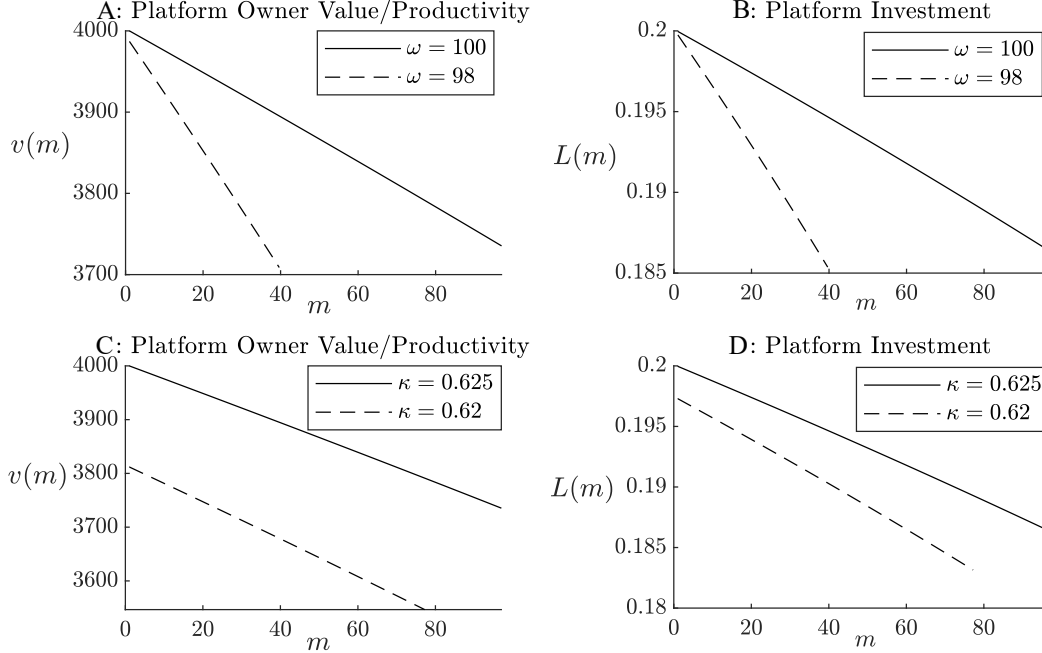 A: Platform Owner Value/Productivity
4000
3900
3800
3700
v(m)
ω = 100
ω = 98
0 20 40 60 80
m
B: Platform Investment
0.2
0.195
0.19
0.185
L(m)
ω = 100
ω = 98
0 20 40 60 80
m
C: Platform Owner Value/Productivity
4000
3900
3800
3700
3600
v(m)
κ = 0.625
κ = 0.62
0 20 40 60 80
m
D: Platform Investment
0.2
0.195
0.19
0.185
0.18
L(m)
κ = 0.625
κ = 0.62
0 20 40 60 80
m